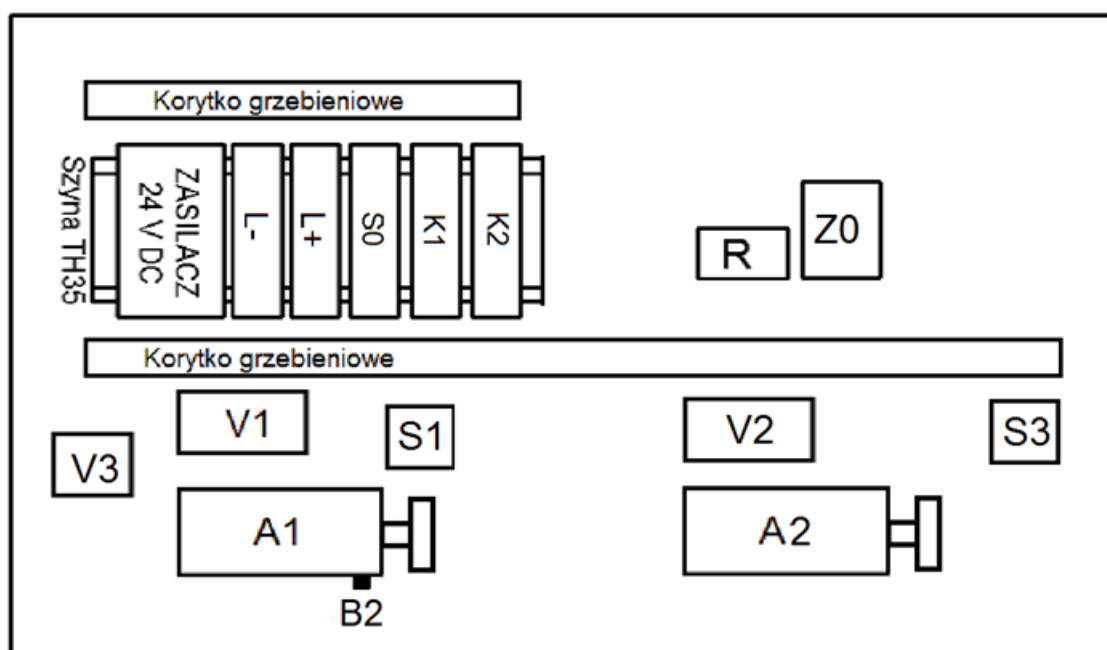 Korytko grzebieniowe
Szyna TH35
ZASILACZ
24 V DC
L-
L+
S0
K1
K2
R
Z0
Korytko grzebieniowe
V3
V1
S1
V2
S3
A1
A2
B2